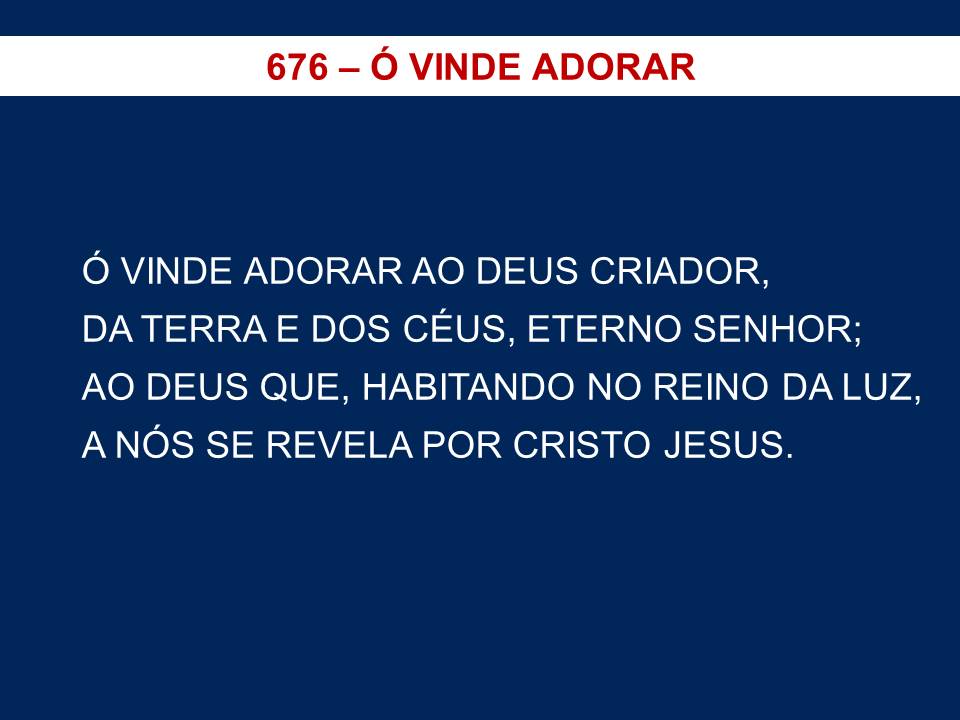 676 – Ó VINDE ADORAR
Ó VINDE ADORAR AO DEUS CRIADOR,
DA TERRA E DOS CÉUS, ETERNO SENHOR;
AO DEUS QUE, HABITANDO NO REINO DA LUZ,
A NÓS SE REVELA POR CRISTO JESUS.